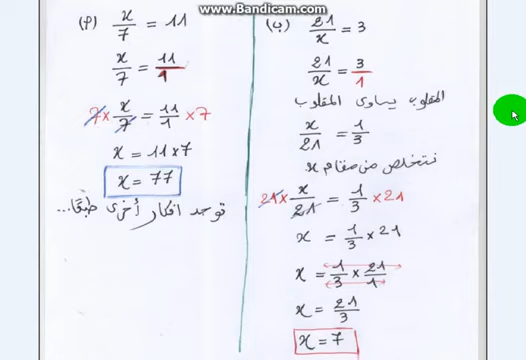 www.Bandicam.com
(أ) x/7 = 11
x/7 = 11/1
7 × x/7 = 11/1 × 7
x = 11 × 7
x = 77
توجد افكار أخرى طبعًا...
(ب) 21/x = 3
21/x = 3/1
المقلوب يساوي المقلوب
x/21 = 1/3
نتخلص من مقام x
21 × x/21 = 1/3 × 21
x = 1/3 × 21
x = 1/3 × 21/1
x = 21/3
x = 7